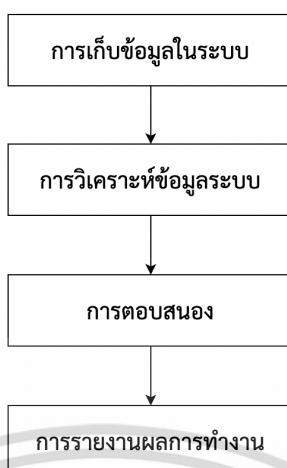 การเก็บข้อมูลในระบบ
การวิเคราะห์ข้อมูลระบบ
การตอบสนอง
การรายงานผลการทำงาน